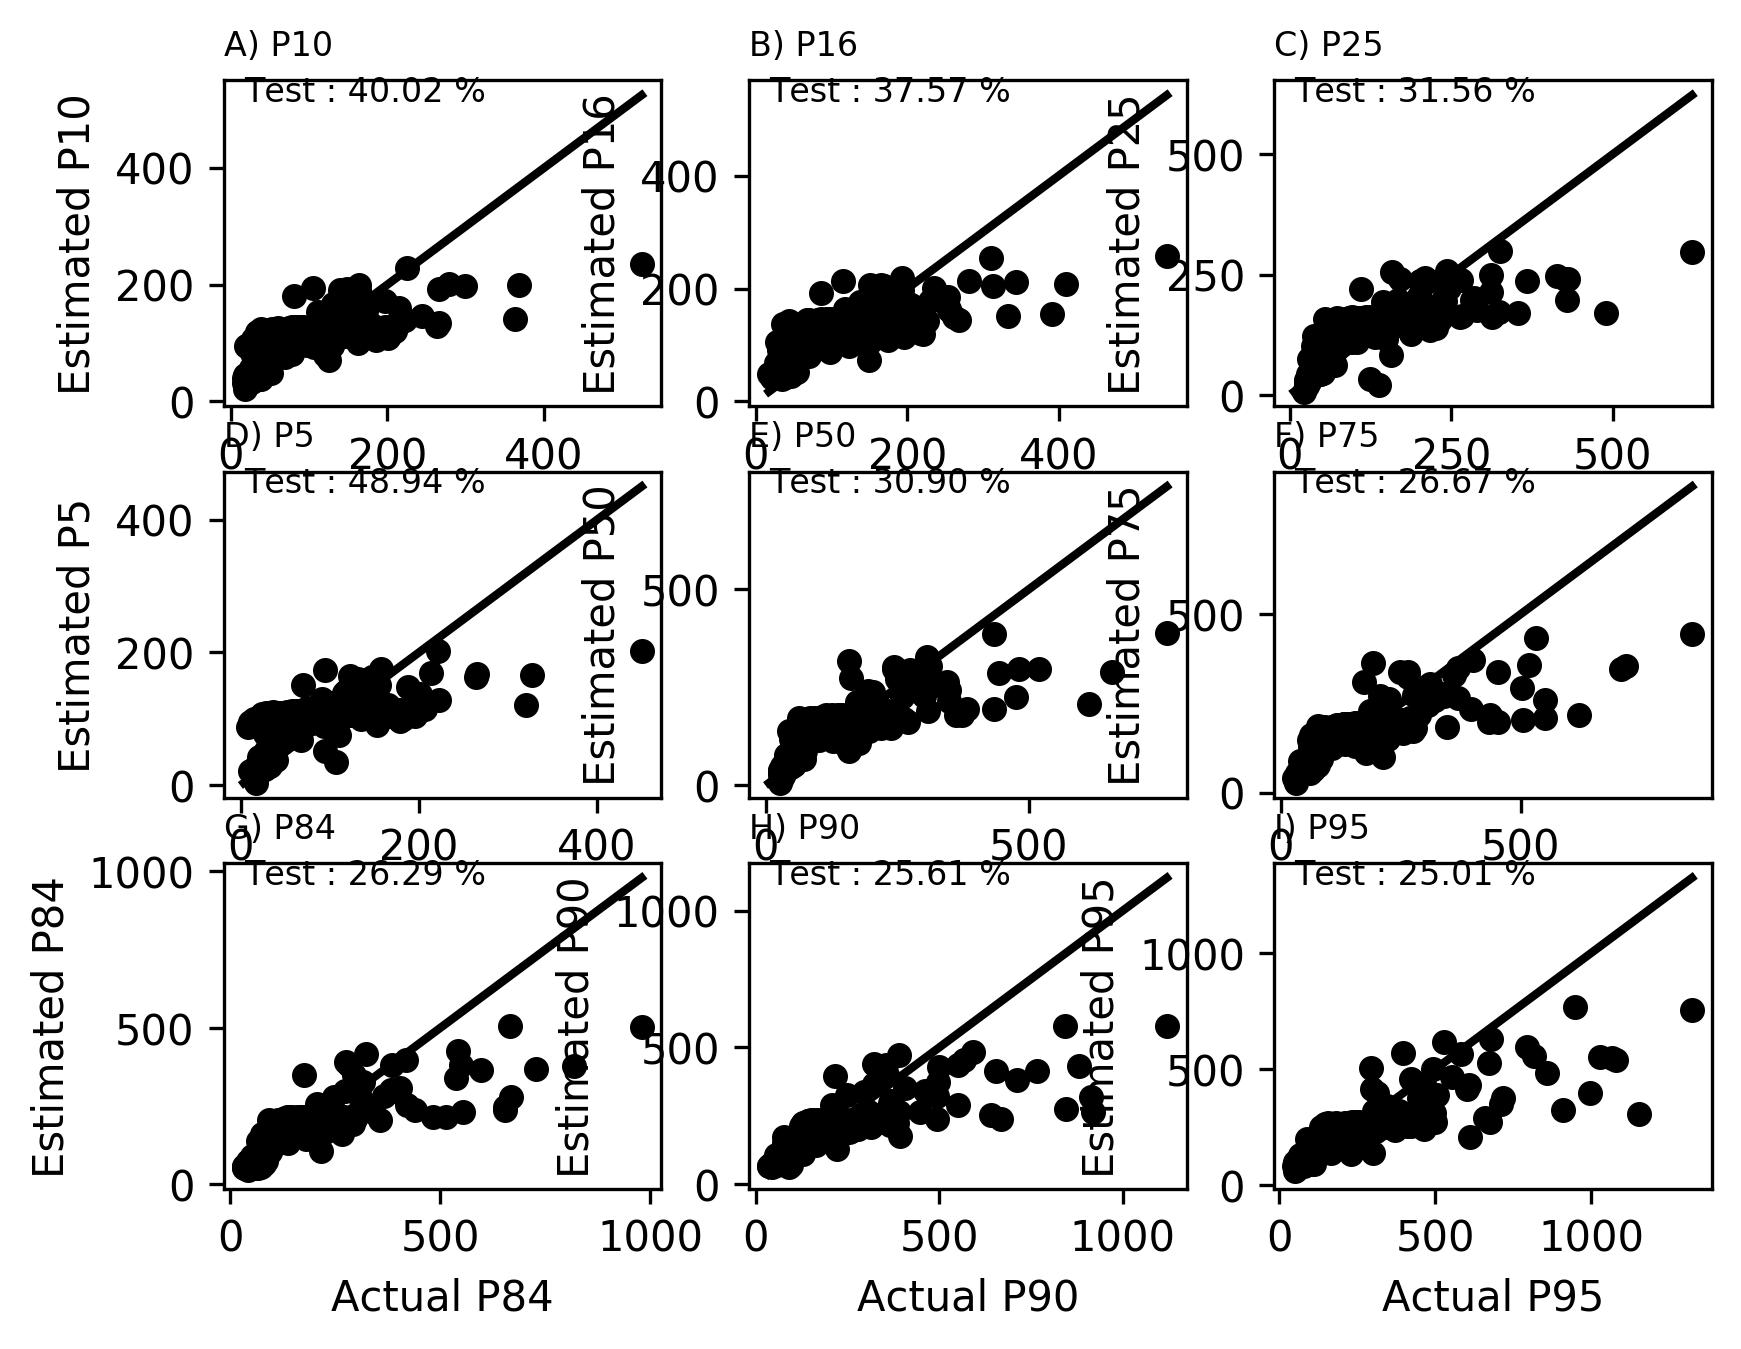 A) P10
Test : 40.02 %
Estimated P10
400
200
0
0
200
400
B) P16
Test : 37.57 %
Estimated P16
400
200
0
0
200
400
C) P25
Test : 31.56 %
Estimated P25
500
250
0
0
250
500
D) P5
Test : 48.94 %
Estimated P5
400
200
0
0
200
400
E) P50
Test : 30.90 %
Estimated P50
500
0
0
500
F) P75
Test : 26.67 %
Estimated P75
500
0
0
500
G) P84
Test : 26.29 %
Estimated P84
1000
500
0
0
500
1000
Actual P84
H) P90
Test : 25.61 %
Estimated P90
1000
500
0
0
500
1000
Actual P90
I) P95
Test : 25.01 %
Estimated P95
1000
500
0
0
500
1000
Actual P95